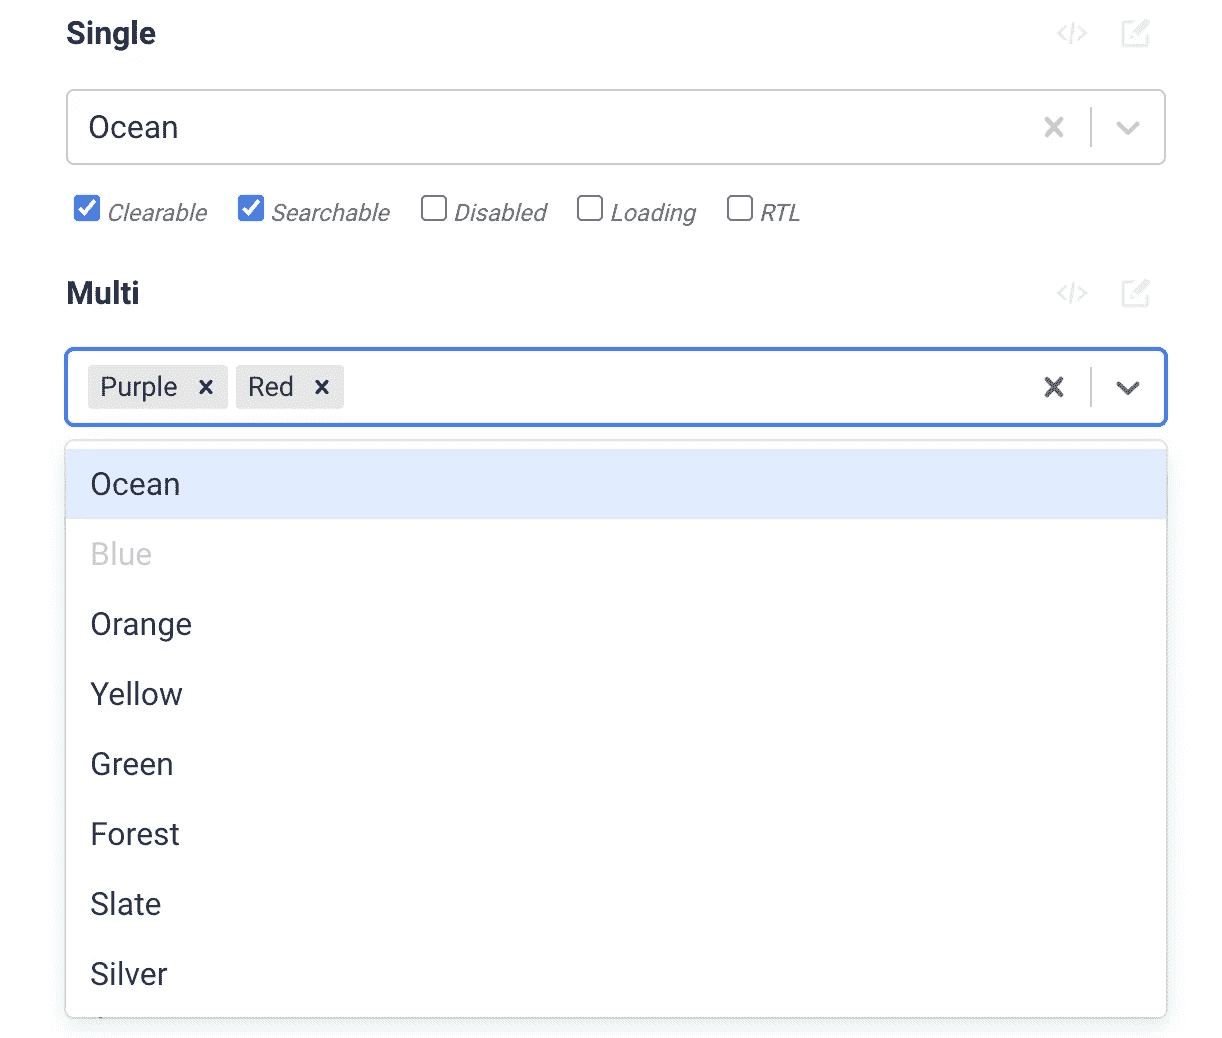 Single
Ocean
Clearable Searchable Disabled Loading RTL
Multi
Purple Red
Ocean
Blue
Orange
Yellow
Green
Forest
Slate
Silver